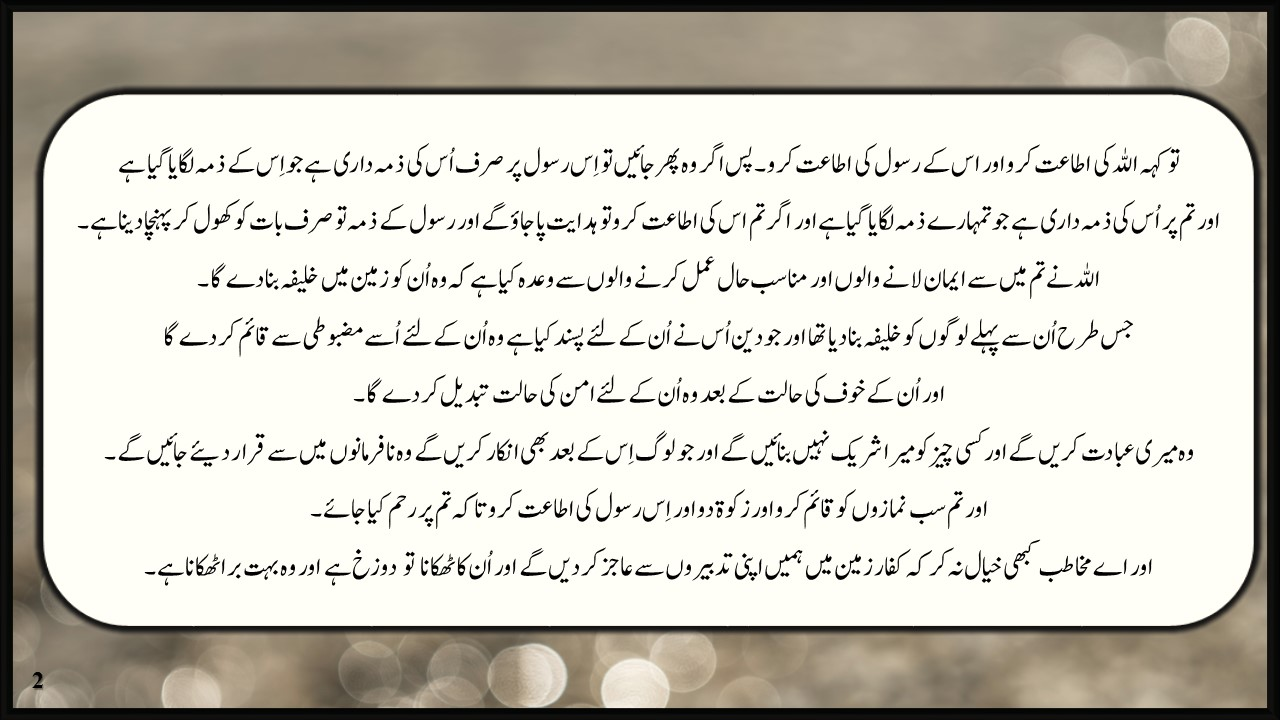 تو کہہ اللہ کی اطاعت کرو اور اس کے رسول کی اطاعت کرو۔ پس اگر وہ پھر جائیں تو اِس رسول پر صرف اُس کی ذمہ داری ہے جو اِس کے ذمہ لگایا گیا ہے
اور تم پر اُس کی ذمہ داری ہے جو تمہارے ذمہ لگایا گیا ہے اور اگر تم اس کی اطاعت کرو تو ہدایت پا جاؤ گے اور رسول کے ذمہ تو صرف بات کو کھول کر پہنچا دینا ہے۔
اللہ نے تم میں سے ایمان لانے والوں اور مناسب حال عمل کرنے والوں سے وعدہ کیا ہے کہ وہ اُن کو زمین میں خلیفہ بنا دے گا۔
جس طرح اُن سے پہلے لوگوں کو خلیفہ بنا دیا تھا اور جو دین اُس نے اُن کے لئے پسند کیا ہے وہ اُن کے لئے اُسے مضبوطی سے قائم کر دے گا
اور اُن کے خوف کی حالت کے بعد وہ اُن کے لئے امن کی حالت تبدیل کر دے گا۔
وہ میری عبادت کریں گے اور کسی چیز کو میرا شریک نہیں بنائیں گے اور جو لوگ اِس کے بعد بھی انکار کریں گے وہ نافرمانوں میں سے قرار دیئے جائیں گے۔
اور تم سب نمازوں کو قائم کرو اور زکوۃ دو اور اِس رسول کی اطاعت کرو تا کہ تم پر رحم کیا جائے۔
اور اے مخاطب کبھی خیال نہ کر کہ کفار زمین میں ہمیں اپنی تدبیروں سے عاجز کر دیں گے اور اُن کا ٹھکانا تو دوزخ ہے اور وہ بہت برا ٹھکانا ہے۔
2